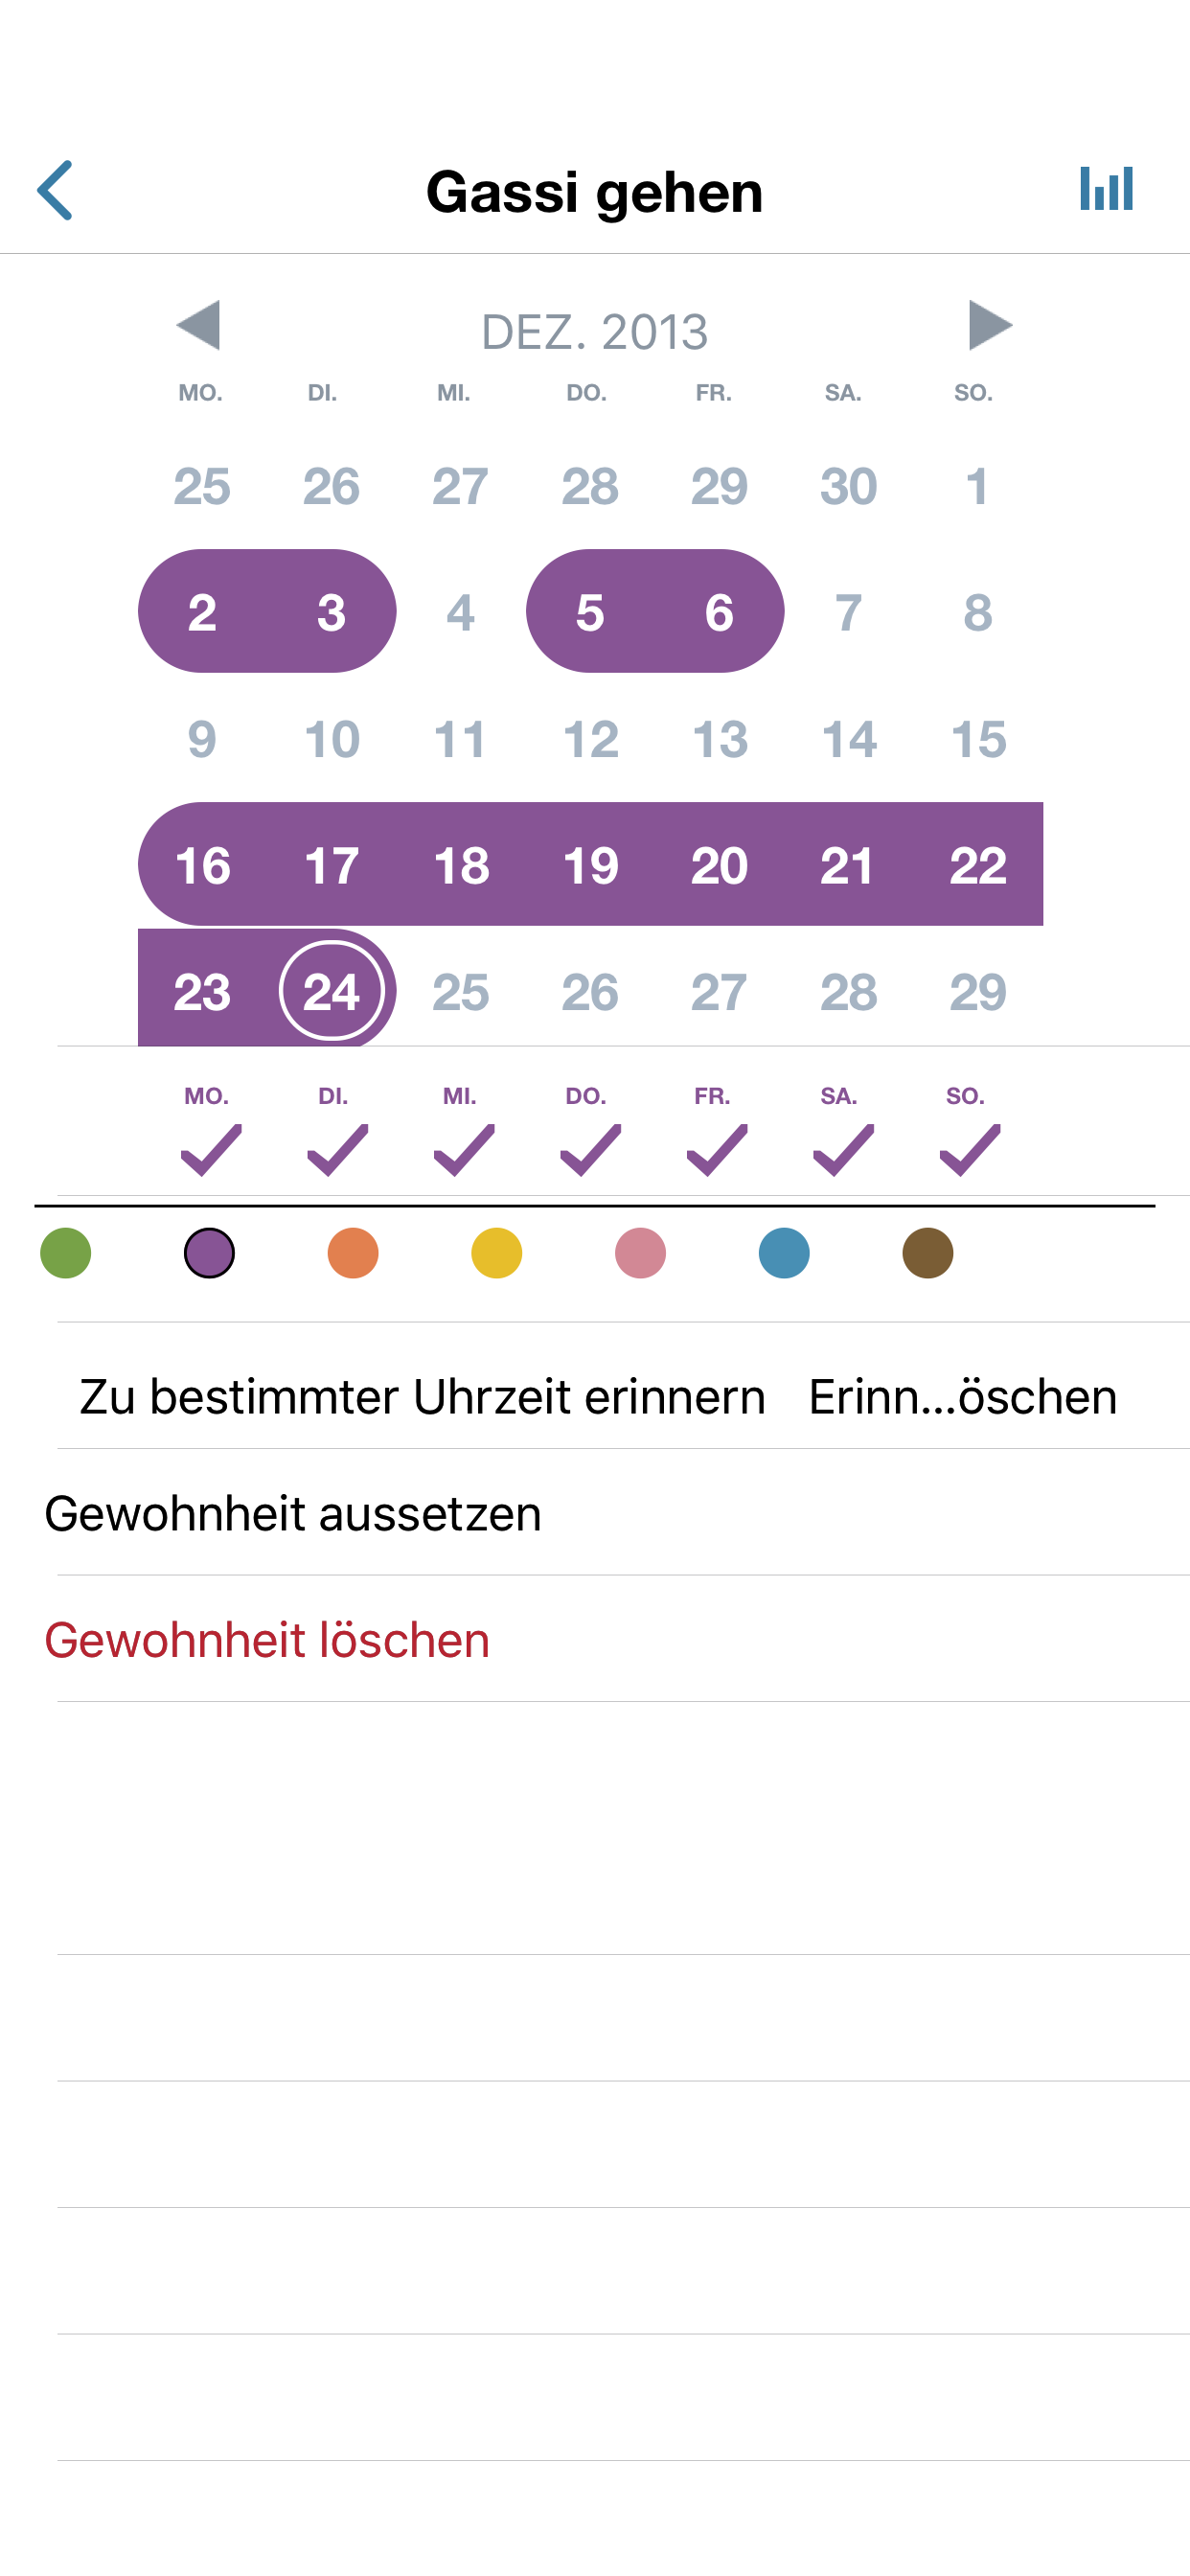 Gassi gehen
DEZ. 2013
MO. DI. MI. DO. FR. SA. SO.
25 26 27 28 29 30 1
2 3 4 5 6 7 8
9 10 11 12 13 14 15
16 17 18 19 20 21 22
23 24 25 26 27 28 29
MO. DI. MI. DO. FR. SA. SO.
Zu bestimmter Uhrzeit erinnern Erinn...öschen
Gewohnheit aussetzen
Gewohnheit löschen